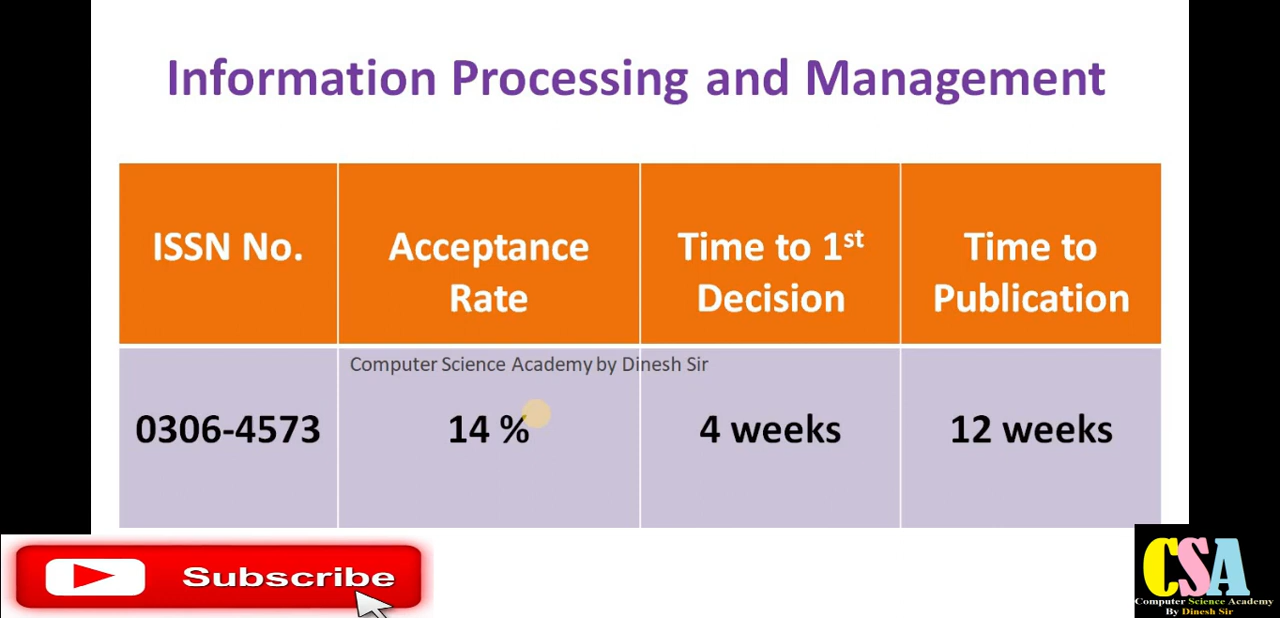 Information Processing and Management
ISSN No.
Acceptance
Rate
Time to 1st
Decision
Time to
Publication
Computer Science Academy by Dinesh Sir
0306-4573
14 %
4 weeks
12 weeks
Subscribe
CSA
Computer Science Academy
By Dinesh Sir